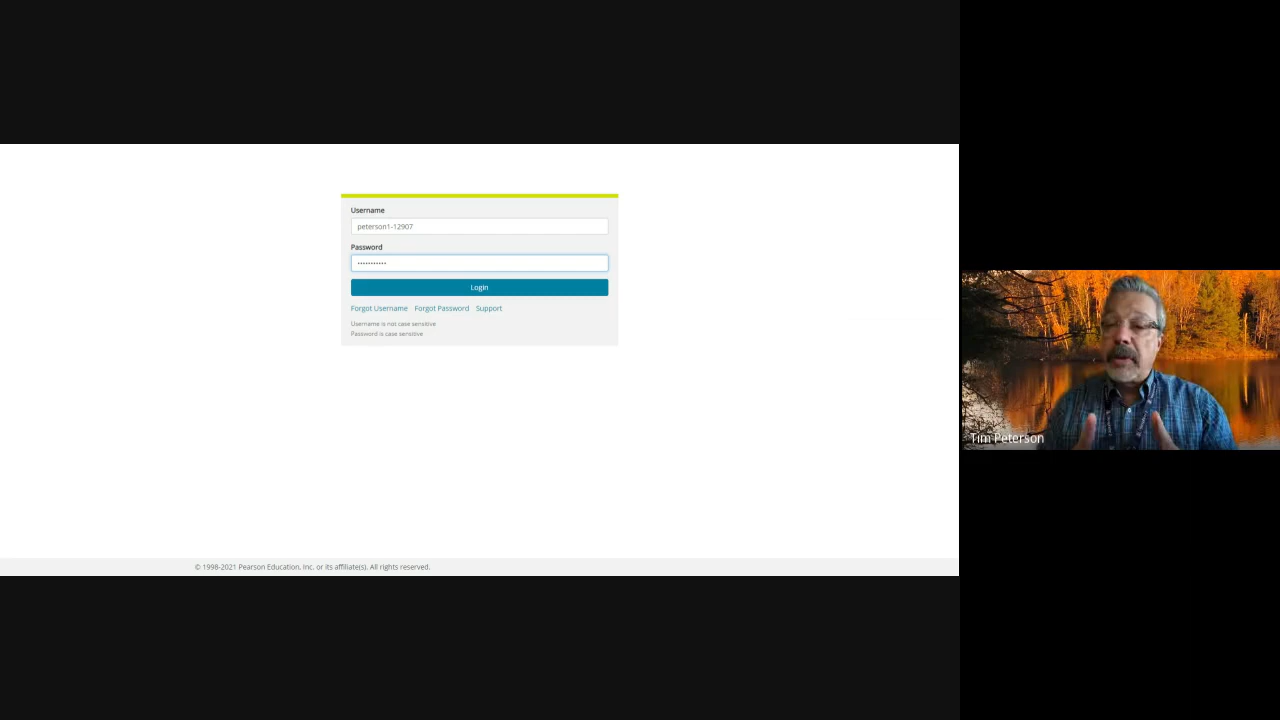 Username
peterson1-12907
Password
•••••••••••
Login
Forgot Username Forgot Password Support
Username is not case sensitive
Password is case sensitive
Tim Peterson
© 1998-2021 Pearson Education, Inc. or its affiliate(s). All rights reserved.